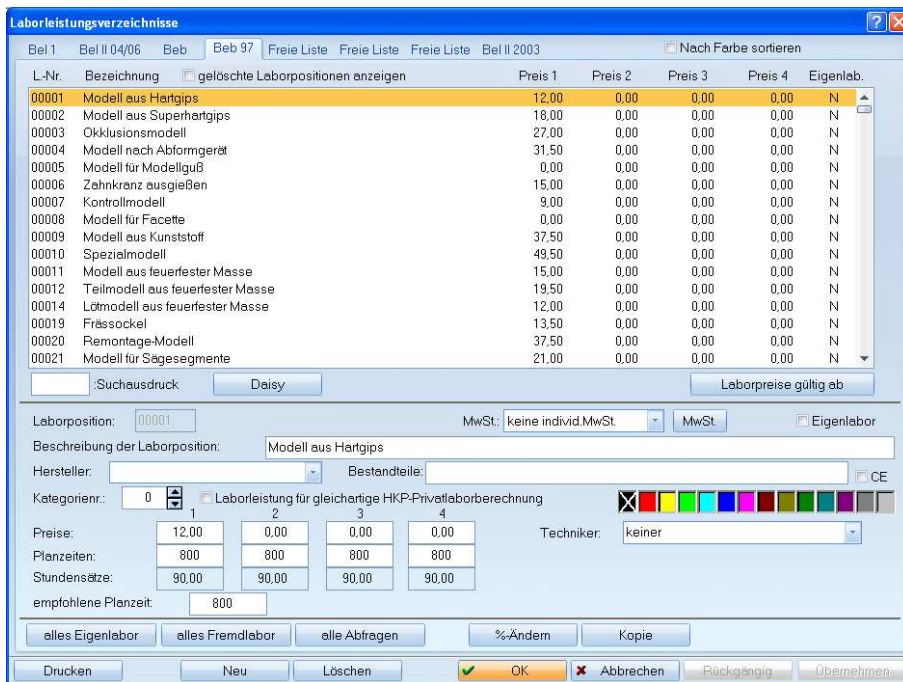 Laborleistungsverzeichnisse
Bel 1 Bel II 04/06 Beb Beb 97 Freie Liste Freie Liste Freie Liste Bel II 2003 Nach Farbe sortieren
L.-Nr. Bezeichnung gelöschte Laborpositionen anzeigen Preis 1 Preis 2 Preis 3 Preis 4 Eigenlab.
00001 Modell aus Hartgips 12,00 0,00 0,00 0,00 N
00002 Modell aus Superhartgips 18,00 0,00 0,00 0,00 N
00003 Okklusionsmodell 27,00 0,00 0,00 0,00 N
00004 Modell nach Abformgerät 31,50 0,00 0,00 0,00 N
00005 Modell für Modellguß 0,00 0,00 0,00 0,00 N
00006 Zahnkranz ausgießen 15,00 0,00 0,00 0,00 N
00007 Kontrollmodell 9,00 0,00 0,00 0,00 N
00008 Modell für Facette 0,00 0,00 0,00 0,00 N
00009 Modell aus Kunststoff 37,50 0,00 0,00 0,00 N
00010 Spezialmodell 49,50 0,00 0,00 0,00 N
00011 Modell aus feuerfester Masse 15,00 0,00 0,00 0,00 N
00012 Teilmodell aus feuerfester Masse 19,50 0,00 0,00 0,00 N
00014 Lötmodell aus feuerfester Masse 12,00 0,00 0,00 0,00 N
00019 Frässockel 13,50 0,00 0,00 0,00 N
00020 Remontage-Modell 37,50 0,00 0,00 0,00 N
00021 Modell für Sägesegmente 21,00 0,00 0,00 0,00 N
:Suchausdruck Daisy Laborpreise gültig ab
Laborposition: 00001 MwSt.: keine individ.MwSt. MwSt. Eigenlabor
Beschreibung der Laborposition: Modell aus Hartgips
Hersteller: Bestandteile: CE
Kategorienr.: 0 Laborleistung für gleichartige HKP-Privatlaborberechnung
1 2 3 4
Preise: 12,00 0,00 0,00 0,00 Techniker: keiner
Planzeiten: 800 800 800 800
Stundensätze: 90,00 90,00 90,00 90,00
empfohlene Planzeit: 800
alles Eigenlabor alles Fremdlabor alle Abfragen %-Ändern Kopie
Drucken Neu Löschen OK Abbrechen Rückgängig Übernehmen